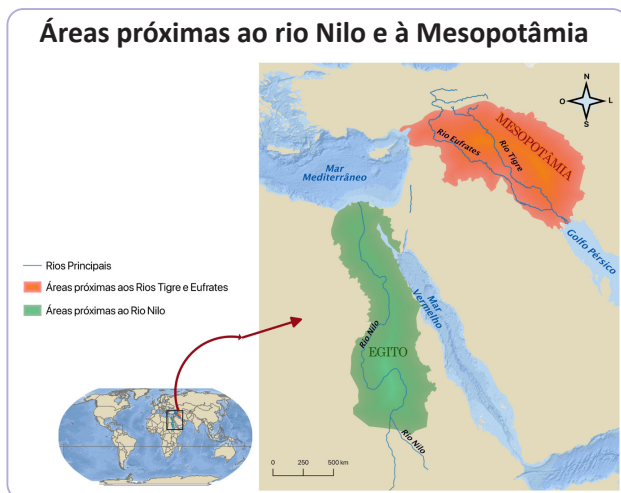 Áreas próximas ao rio Nilo e à Mesopotâmia
N
O
L
S
MESOPOTÂMIA
Rio Eufrates
Rio Tigre
Mar
Mediterrâneo
Golfo Pérsico
Rios Principais
Áreas próximas aos Rios Tigre e Eufrates
Áreas próximas ao Rio Nilo
Mar
Vermelho
Rio Nilo
EGITO
Rio Nilo
0 250 500 km